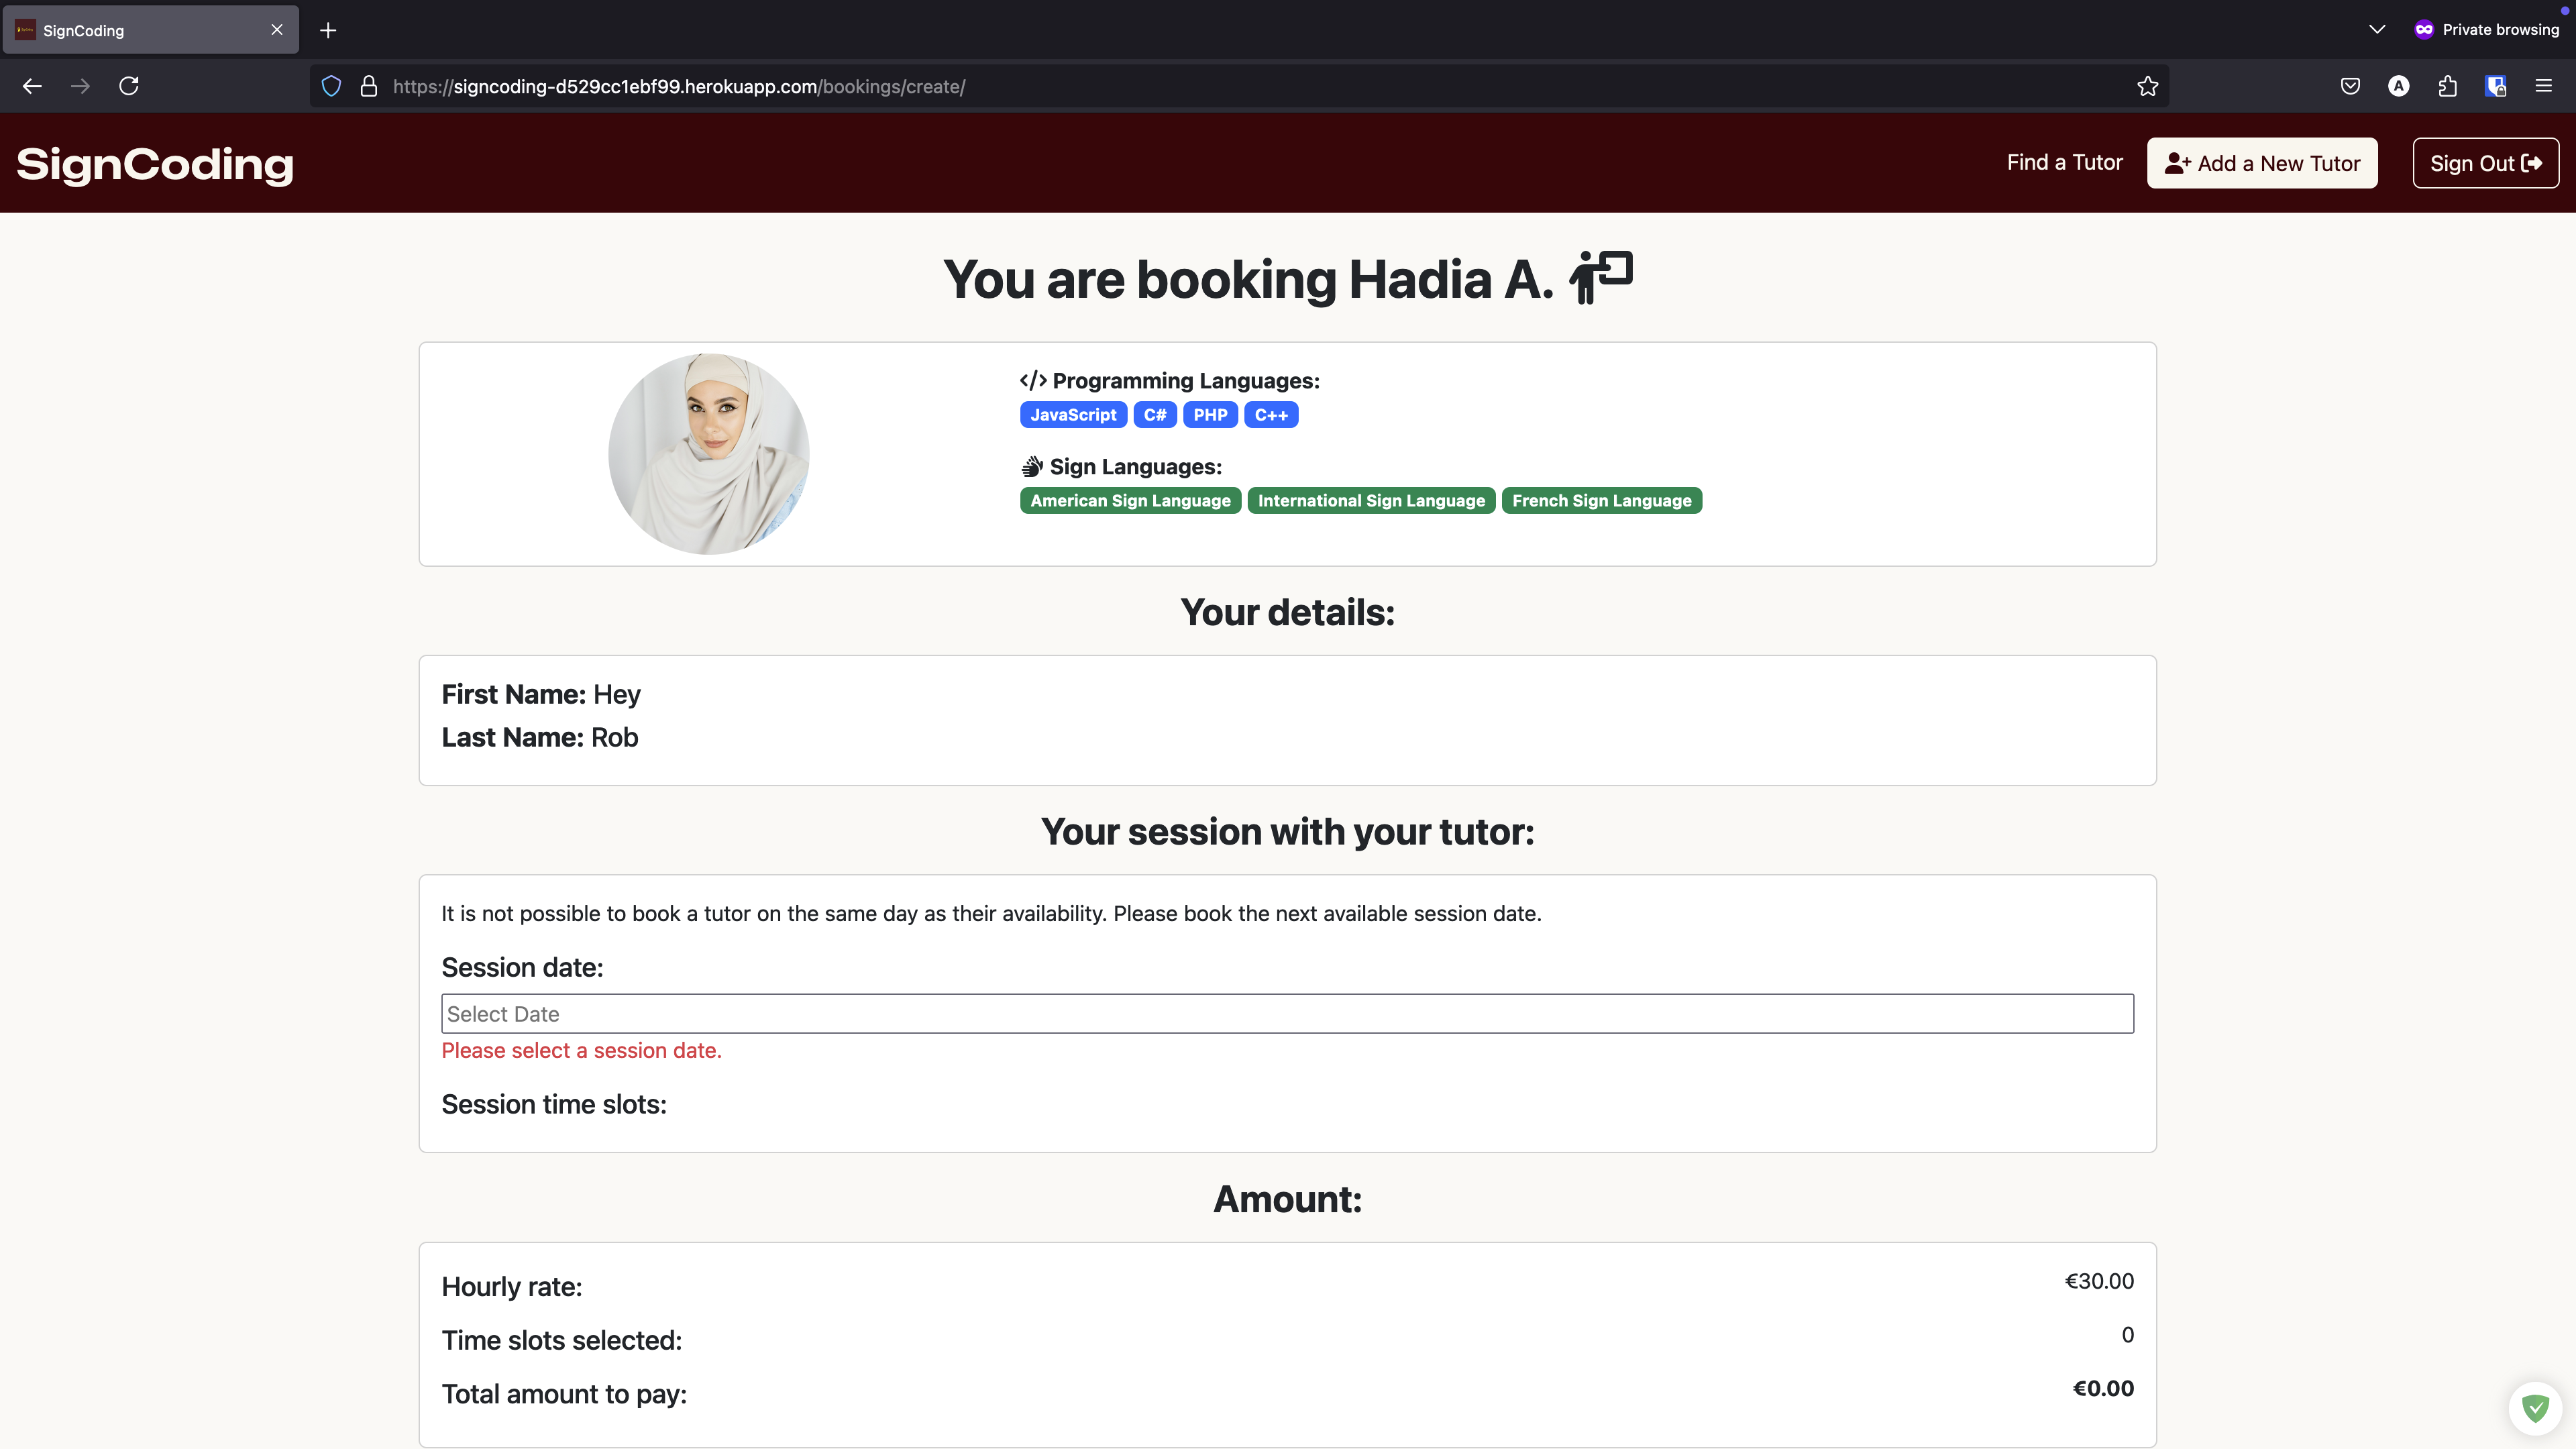 SignCoding
Private browsing
https://signcoding-d529cc1ebf99.herokuapp.com/bookings/create/
A
SignCoding
Find a Tutor
Add a New Tutor
Sign Out
You are booking Hadia A.
</> Programming Languages:
JavaScript C# PHP C++
Sign Languages:
American Sign Language International Sign Language French Sign Language
Your details:
First Name: Hey
Last Name: Rob
Your session with your tutor:
It is not possible to book a tutor on the same day as their availability. Please book the next available session date.
Session date:
Select Date
Please select a session date.
Session time slots:
Amount:
Hourly rate: €30.00
Time slots selected: 0
Total amount to pay: €0.00